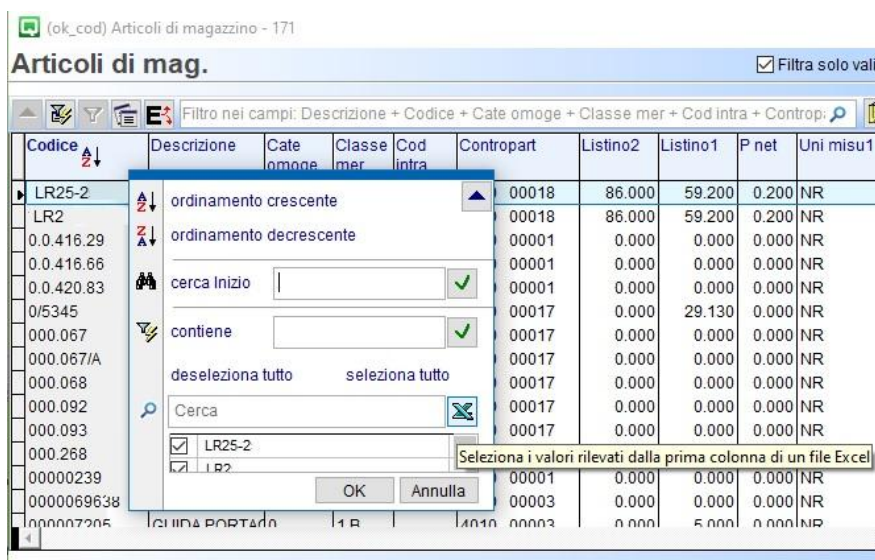 (ok_cod) Articoli di magazzino - 171
Articoli di mag.
Filtra solo vali
Filtro nei campi: Descrizione + Codice + Cate omoge + Classe mer + Cod intra + Controp:
Codice Descrizione Cate omoge Classe mer Cod intra Contropart Listino2 Listino1 P net Uni misu1
LR25-2 00018 86.000 59.200 0.200 NR
LR2 00018 86.000 59.200 0.200 NR
0.0.416.29 00001 0.000 0.000 0.000 NR
0.0.416.66 00001 0.000 0.000 0.000 NR
0.0.420.83 00001 0.000 0.000 0.000 NR
0/5345 00017 0.000 29.130 0.000 NR
000.067 00017 0.000 0.000 0.000 NR
000.067/A 00017 0.000 0.000 0.000 NR
000.068 00017 0.000 0.000 0.000 NR
000.092 00017 0.000 0.000 0.000 NR
000.093 00017 0.000 0.000 0.000 NR
000.268
00000239 00001 0.000 0.000 0.000 NR
0000069638 00003 0.000 0.000 0.000 NR
000007205 GUIDA PORTA 0 1 B 4010 00003 0.000 5.000 0.000 NR
ordinamento crescente
ordinamento decrescente
cerca Inizio
contiene
deseleziona tutto seleziona tutto
Cerca
LR25-2
LR2
Seleziona i valori rilevati dalla prima colonna di un file Excel
OK Annulla